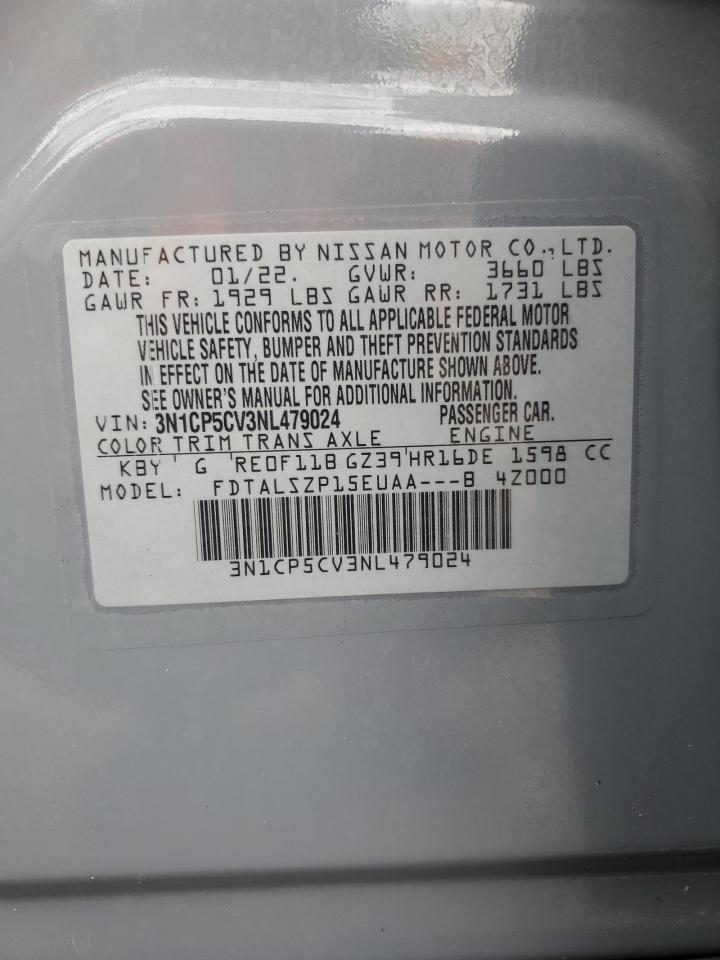 MANUFACTURED BY NISSAN MOTOR CO., LTD.
DATE: 01/22. GVWR: 3660 LBS
GAWR FR: 1929 LBS GAWR RR: 1731 LBS
THIS VEHICLE CONFORMS TO ALL APPLICABLE FEDERAL MOTOR
VEHICLE SAFETY, BUMPER AND THEFT PREVENTION STANDARDS
IN EFFECT ON THE DATE OF MANUFACTURE SHOWN ABOVE.
SEE OWNER'S MANUAL FOR ADDITIONAL INFORMATION.
VIN: 3N1CP5CV3NL479024 PASSENGER CAR.
COLOR TRIM TRANS AXLE ENGINE
KBY G RE0F11B GZ39 HR16DE 1598 CC
MODEL: FDTALSZP15EUAA---B 4Z000
3N1CP5CV3NL479024